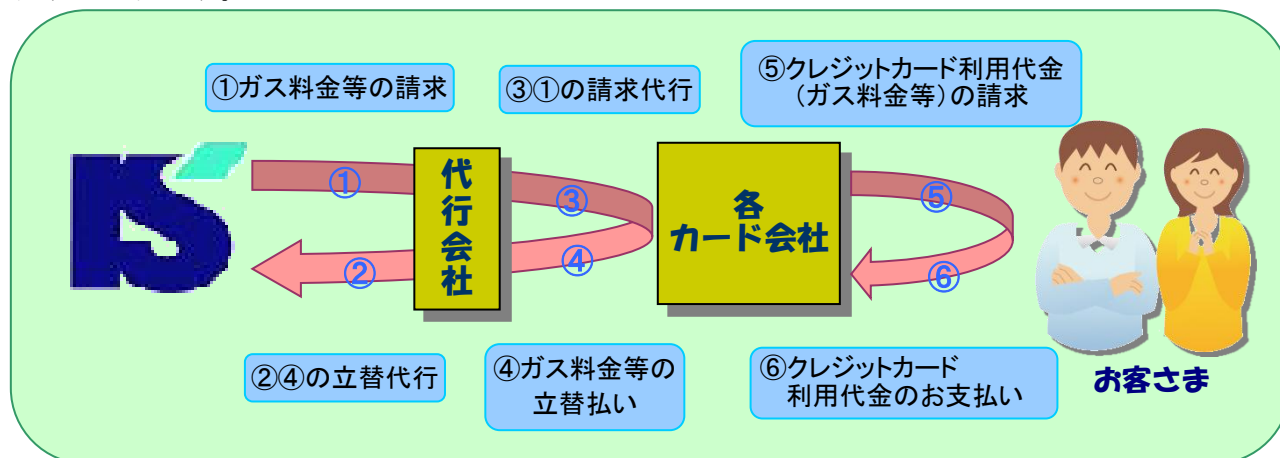 ①ガス料金等の請求
③①の請求代行
⑤クレジットカード利用代金
(ガス料金等)の請求
KS
代行会社
各
カード会社
①
③
⑤
②
④
⑥
②④の立替代行
④ガス料金等の
立替払い
⑥クレジットカード
利用代金のお支払い
お客さま